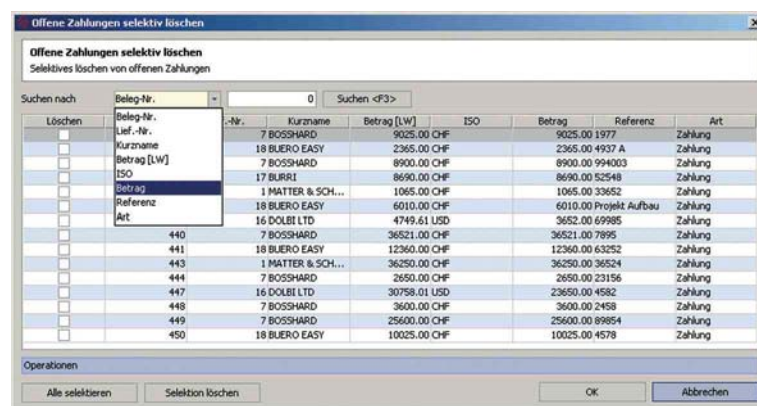 Offene Zahlungen selektiv löschen
Offene Zahlungen selektiv löschen
Selektives löschen von offenen Zahlungen
Suchen nach Beleg-Nr. 0 Suchen <F3>
Löschen .-Nr. Kurzname Betrag [LW] ISO Betrag Referenz Art
Beleg-Nr.
Lief.-Nr.
Kurzname
Betrag [LW]
ISO
Betrag
Referenz
Art
7 BOSSHARD 9025.00 CHF 9025.00 1977 Zahlung
18 BUERO EASY 2365.00 CHF 2365.00 4937 A Zahlung
7 BOSSHARD 8900.00 CHF 8900.00 994003 Zahlung
17 BURRI 8690.00 CHF 8690.00 52548 Zahlung
1 MATTER & SCH... 1065.00 CHF 1065.00 33652 Zahlung
18 BUERO EASY 6010.00 CHF 6010.00 Projekt Aufbau Zahlung
16 DOLBI LTD 4749.61 USD 3652.00 69985 Zahlung
440 7 BOSSHARD 36521.00 CHF 36521.00 7895 Zahlung
441 18 BUERO EASY 12360.00 CHF 12360.00 63252 Zahlung
443 1 MATTER & SCH... 36250.00 CHF 36250.00 36524 Zahlung
444 7 BOSSHARD 2650.00 CHF 2650.00 23156 Zahlung
447 16 DOLBI LTD 30758.01 USD 23650.00 4582 Zahlung
448 7 BOSSHARD 3600.00 CHF 3600.00 2458 Zahlung
449 7 BOSSHARD 25600.00 CHF 25600.00 89854 Zahlung
450 18 BUERO EASY 10025.00 CHF 10025.00 4578 Zahlung
Operationen
Alle selektieren Selektion löschen OK Abbrechen